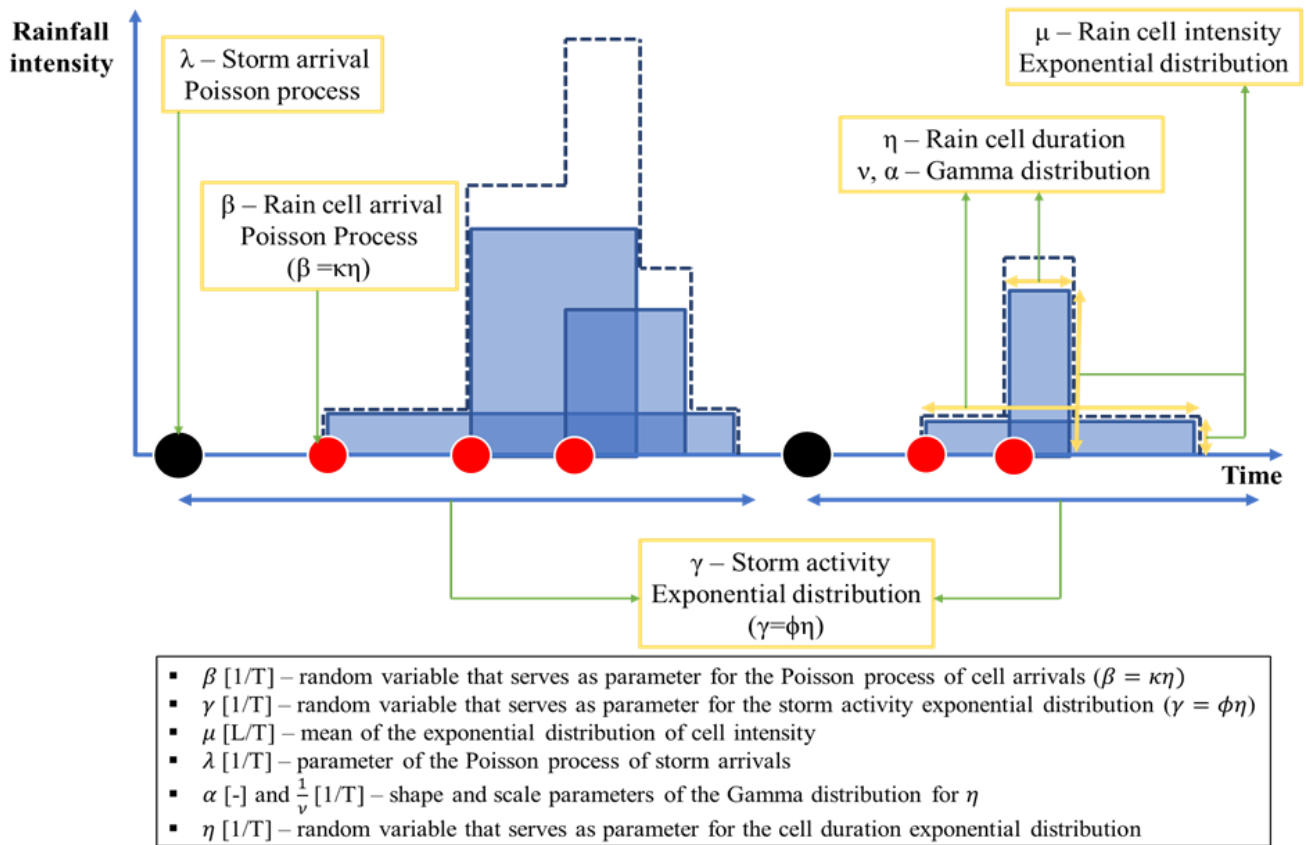 Rainfall
intensity
λ – Storm arrival
Poisson process
β – Rain cell arrival
Poisson Process
(β =κη)
μ – Rain cell intensity
Exponential distribution
η – Rain cell duration
ν, α – Gamma distribution
Time
γ – Storm activity
Exponential distribution
(γ=ϕη)
▪ β [1/T] – random variable that serves as parameter for the Poisson process of cell arrivals (β = κη)
▪ γ [1/T] – random variable that serves as parameter for the storm activity exponential distribution (γ = ϕη)
▪ μ [L/T] – mean of the exponential distribution of cell intensity
▪ λ [1/T] – parameter of the Poisson process of storm arrivals
▪ α [-] and 1/ν [1/T] – shape and scale parameters of the Gamma distribution for η
▪ η [1/T] – random variable that serves as parameter for the cell duration exponential distribution